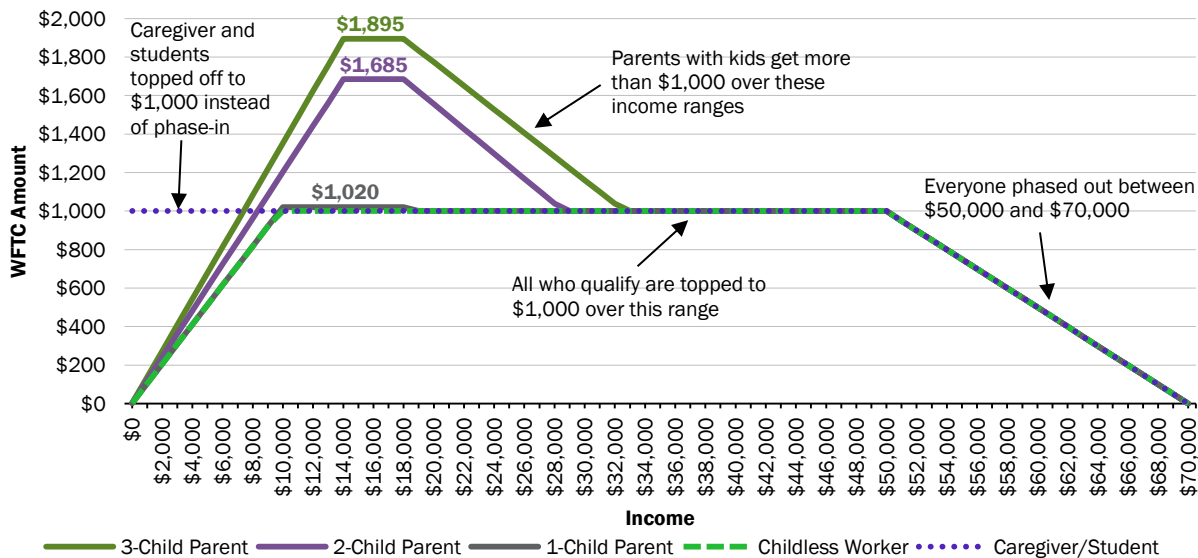 $2,000
$1,800
$1,600
$1,400
$1,200
$1,000
$800
$600
$400
$200
$0
WFTC Amount
Caregiver and
students
topped off to
$1,000 instead
of phase-in
$1,895
$1,685
$1,020
Parents with kids get more
than $1,000 over these
income ranges
All who qualify are topped to
$1,000 over this range
Everyone phased out between
$50,000 and $70,000
$0
$2,000
$4,000
$6,000
$8,000
$10,000
$12,000
$14,000
$16,000
$18,000
$20,000
$22,000
$24,000
$26,000
$28,000
$30,000
$32,000
$34,000
$36,000
$38,000
$40,000
$42,000
$44,000
$46,000
$48,000
$50,000
$52,000
$54,000
$56,000
$58,000
$60,000
$62,000
$64,000
$66,000
$68,000
$70,000
Income
3-Child Parent
2-Child Parent
1-Child Parent
Childless Worker
Caregiver/Student